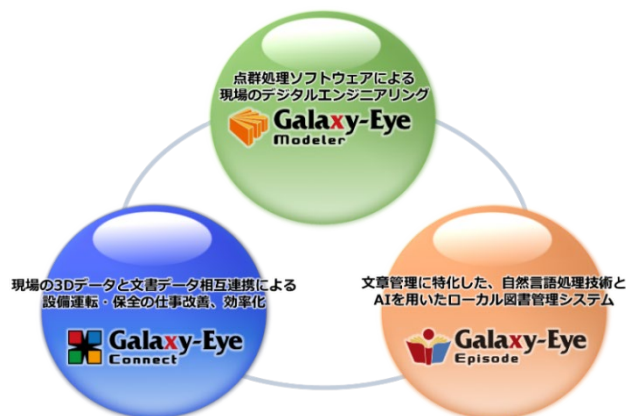 点群処理ソフトウェアによる
現場のデジタルエンジニアリング
Galaxy-Eye
Modeler
現場の3Dデータと文書データ相互連携による
設備運転・保全の仕事改善、効率化
Galaxy-Eye
Connect
文章管理に特化した、自然言語処理技術と
AIを用いたローカル図書管理システム
Galaxy-Eye
Episode